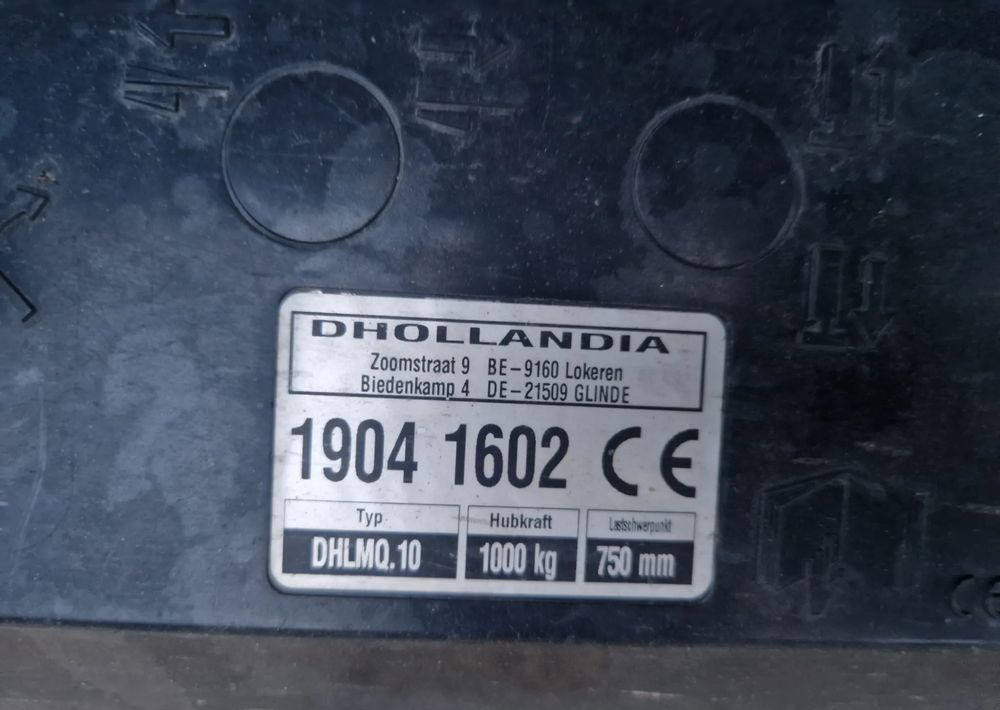 DHOLLANDIA
Zoomstraat 9 BE-9160 Lokeren
Biedenkamp 4 DE-21509 GLINDE
1904 1602 CE
Typ Hubkraft Lastschwerpunkt
DHLMQ.10 1000 kg 750 mm
CE